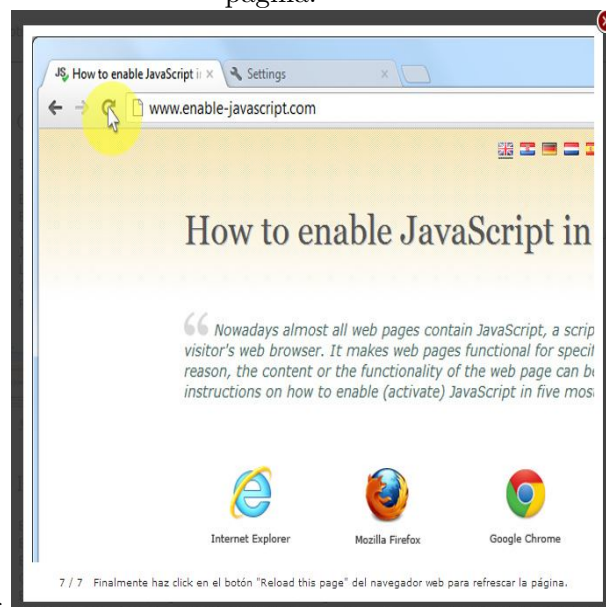 página.
How to enable JavaScript i
Settings
www.enable-javascript.com
How to enable JavaScript in
Nowadays almost all web pages contain JavaScript, a scrip
visitor's web browser. It makes web pages functional for specif
reason, the content or the functionality of the web page can be
instructions on how to enable (activate) JavaScript in five mos
Internet Explorer Mozilla Firefox Google Chrome
7 / 7 Finalmente haz click en el botón "Reload this page" del navegador web para refrescar la página.